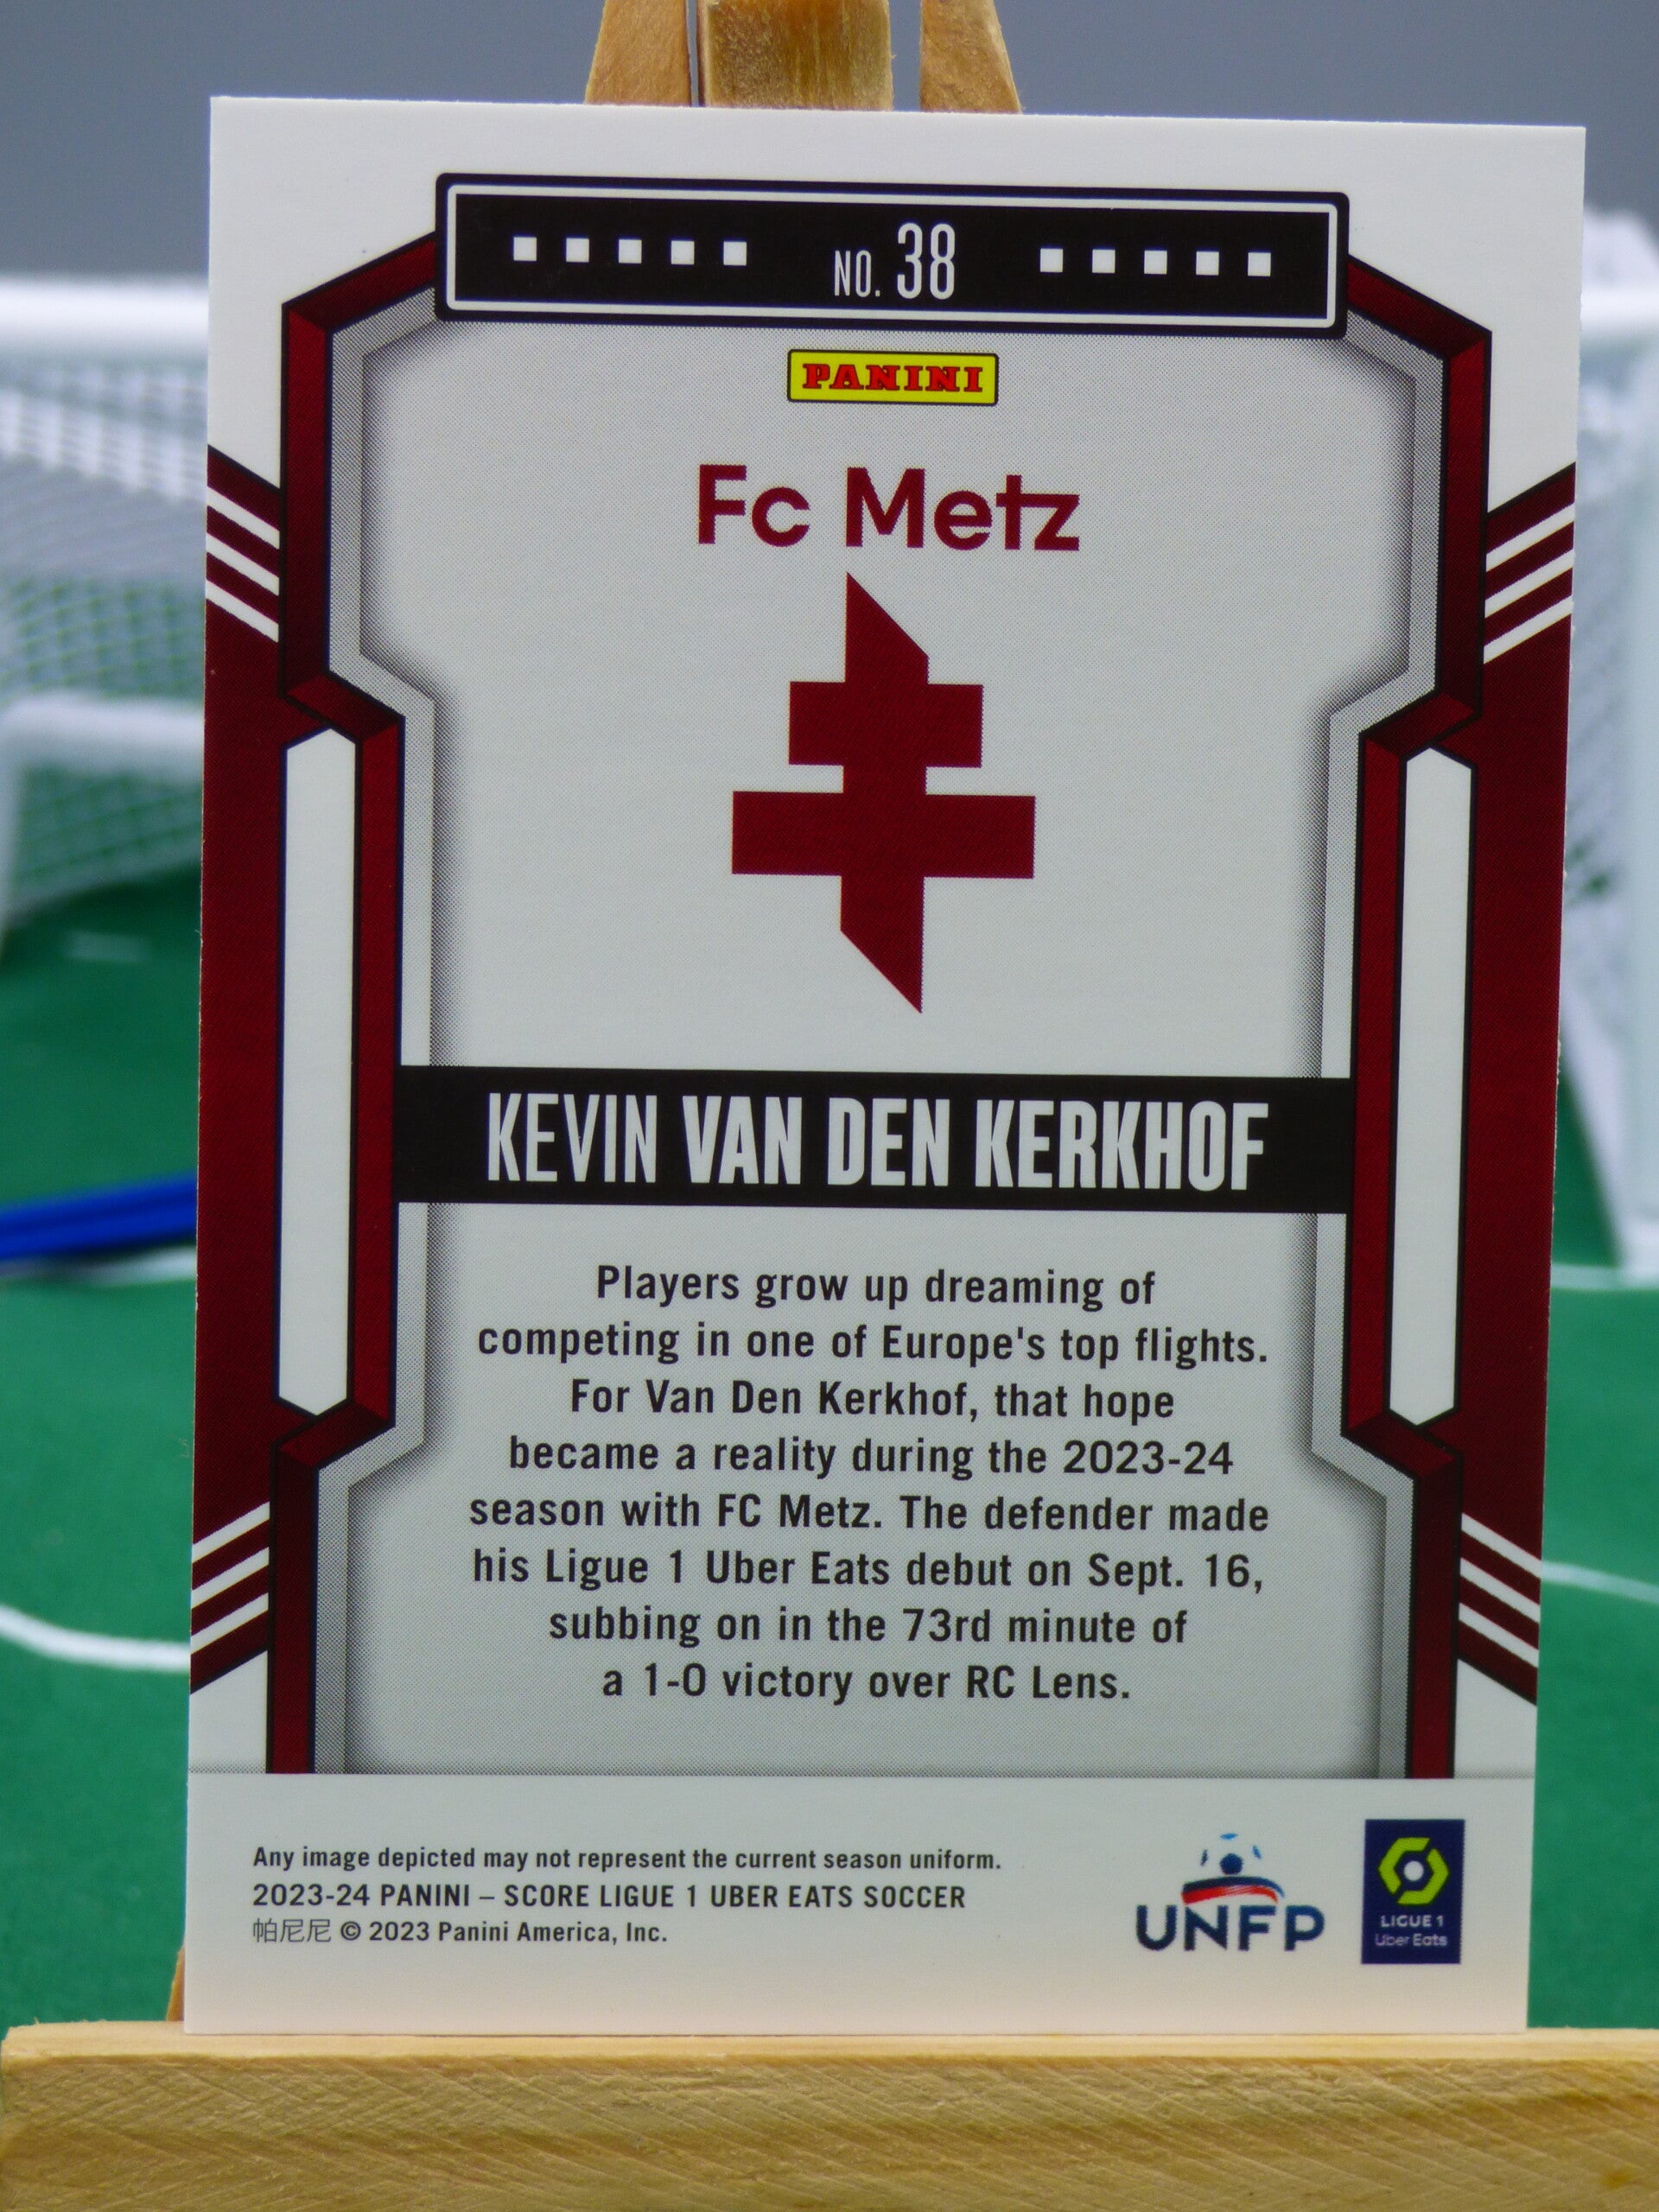 NO. 38
PANINI
Fc Metz
KEVIN VAN DEN KERKHOF
Players grow up dreaming of
competing in one of Europe's top flights.
For Van Den Kerkhof, that hope
became a reality during the 2023-24
season with FC Metz. The defender made
his Ligue 1 Uber Eats debut on Sept. 16,
subbing on in the 73rd minute of
a 1-0 victory over RC Lens.
Any image depicted may not represent the current season uniform.
2023-24 PANINI – SCORE LIGUE 1 UBER EATS SOCCER
帕尼尼 © 2023 Panini America, Inc.
UNFP
LIGUE 1
Uber Eats